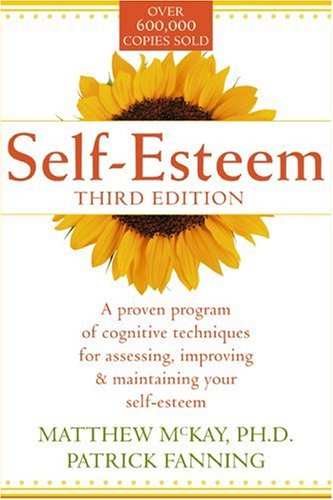 OVER
600,000
COPIES SOLD
Self-Esteem
THIRD EDITION
A proven program
of cognitive techniques
for assessing, improving
& maintaining your
self-esteem
MATTHEW McKAY, PH.D.
PATRICK FANNING